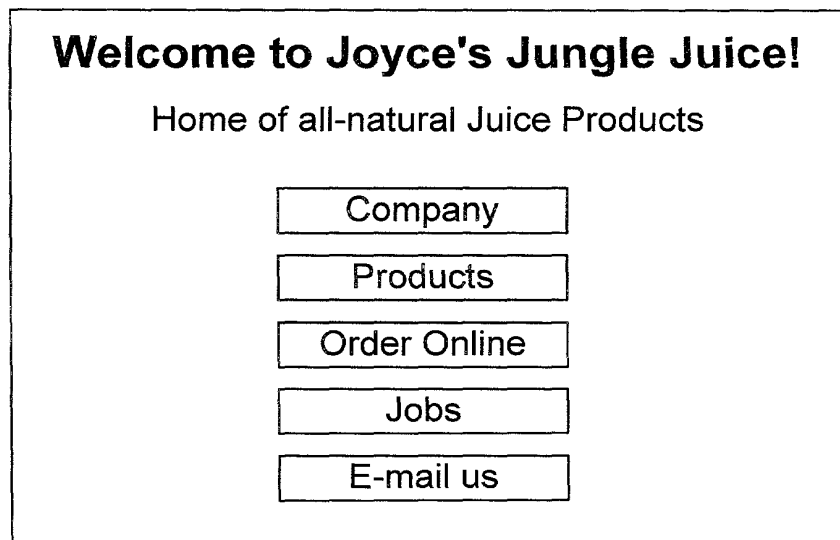 Welcome to Joyce's Jungle Juice!
Home of all-natural Juice Products
Company
Products
Order Online
Jobs
E-mail us